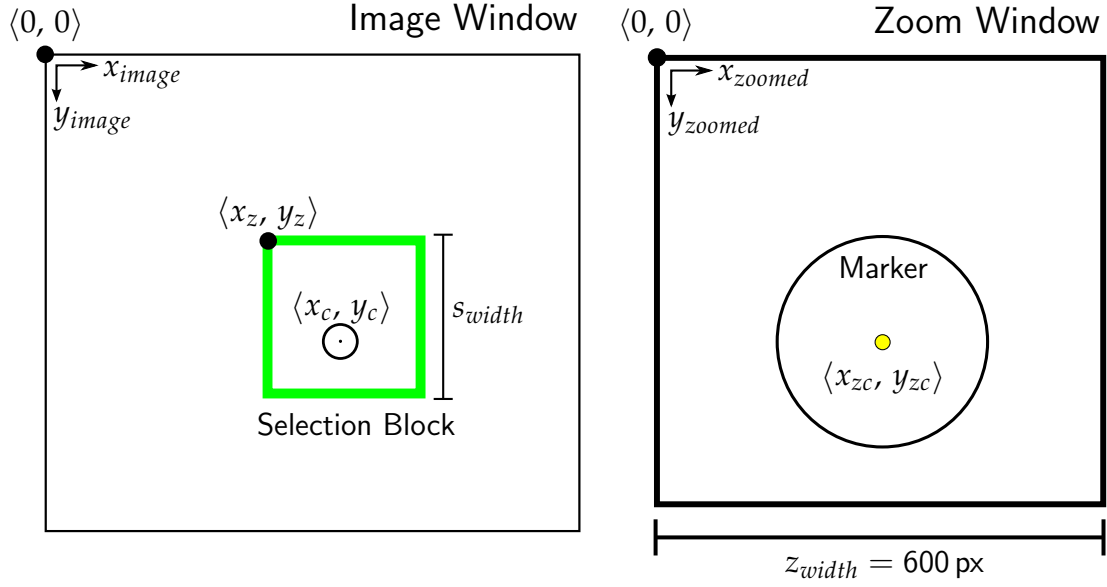 Image Window
⟨0, 0⟩
x_image
y_image
⟨x_z, y_z⟩
⟨x_c, y_c⟩
s_width
Selection Block
Zoom Window
⟨0, 0⟩
x_zoomed
y_zoomed
Marker
⟨x_zc, y_zc⟩
z_width = 600 px